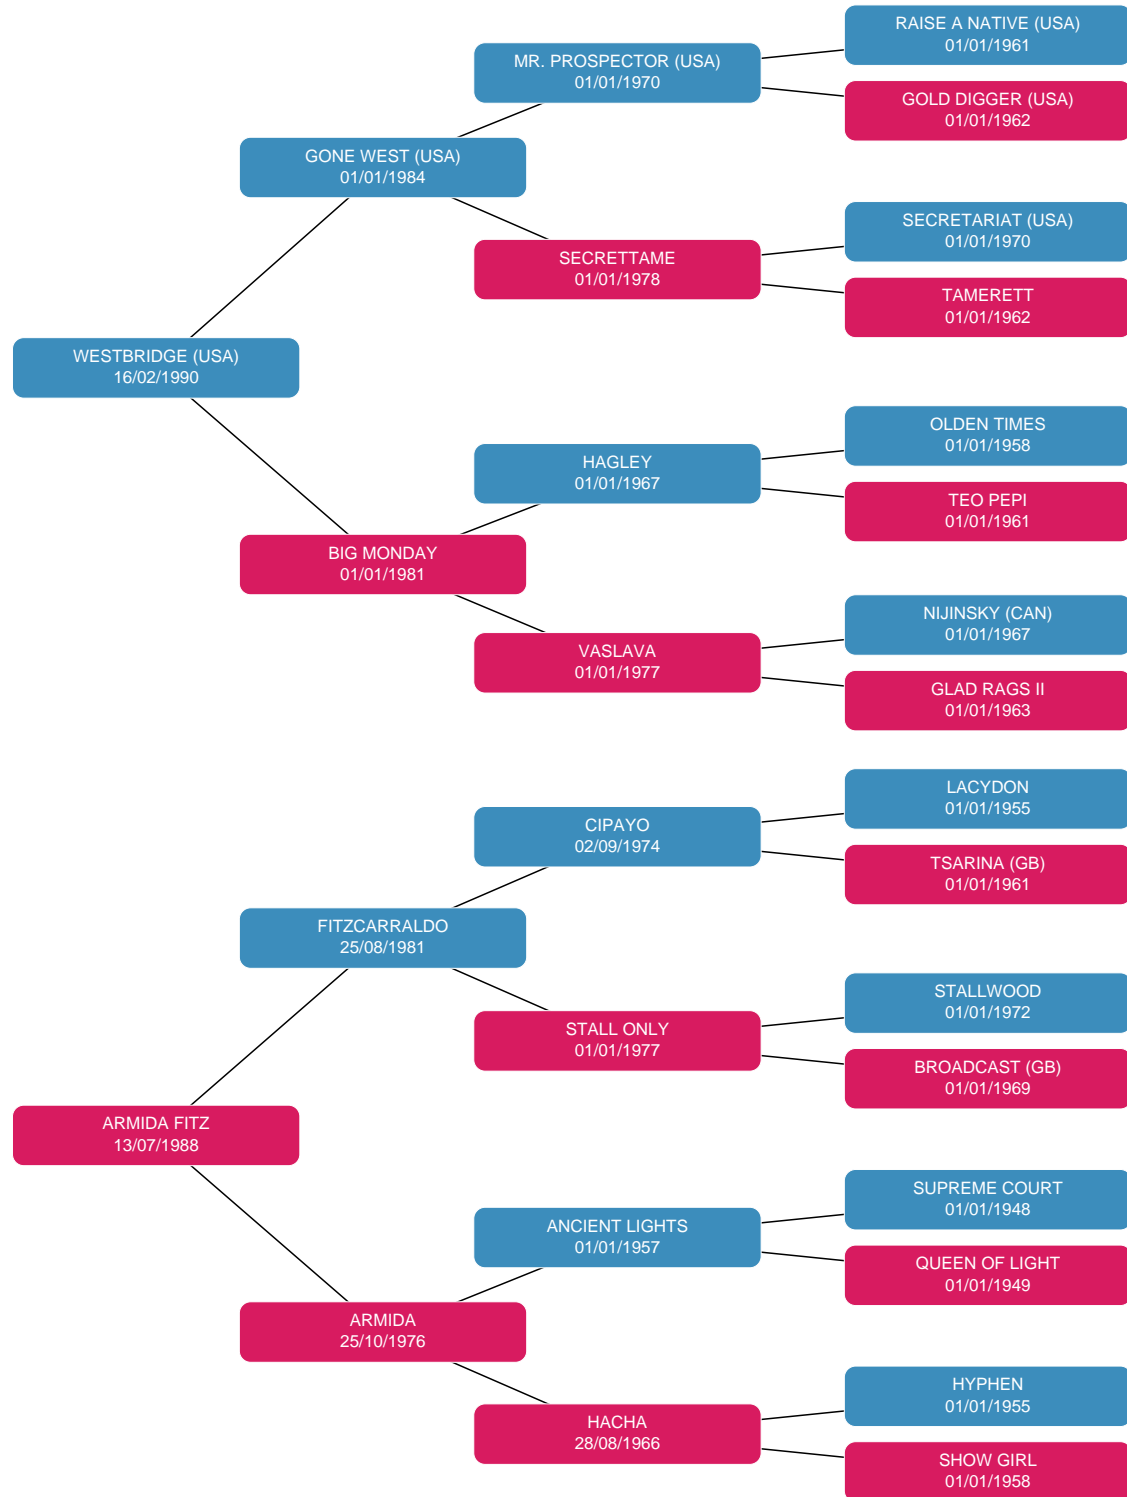 RAISE A NATIVE (USA)
01/01/1961
MR. PROSPECTOR (USA)
01/01/1970
GOLD DIGGER (USA)
01/01/1962
GONE WEST (USA)
01/01/1984
SECRETARIAT (USA)
01/01/1970
SECRETTAME
01/01/1978
TAMERETT
01/01/1962
WESTBRIDGE (USA)
16/02/1990
OLDEN TIMES
01/01/1958
HAGLEY
01/01/1967
TEO PEPI
01/01/1961
BIG MONDAY
01/01/1981
NIJINSKY (CAN)
01/01/1967
VASLAVA
01/01/1977
GLAD RAGS II
01/01/1963
LACYDON
01/01/1955
CIPAYO
02/09/1974
TSARINA (GB)
01/01/1961
FITZCARRALDO
25/08/1981
STALLWOOD
01/01/1972
STALL ONLY
01/01/1977
BROADCAST (GB)
01/01/1969
ARMIDA FITZ
13/07/1988
SUPREME COURT
01/01/1948
ANCIENT LIGHTS
01/01/1957
QUEEN OF LIGHT
01/01/1949
ARMIDA
25/10/1976
HYPHEN
01/01/1955
HACHA
28/08/1966
SHOW GIRL
01/01/1958